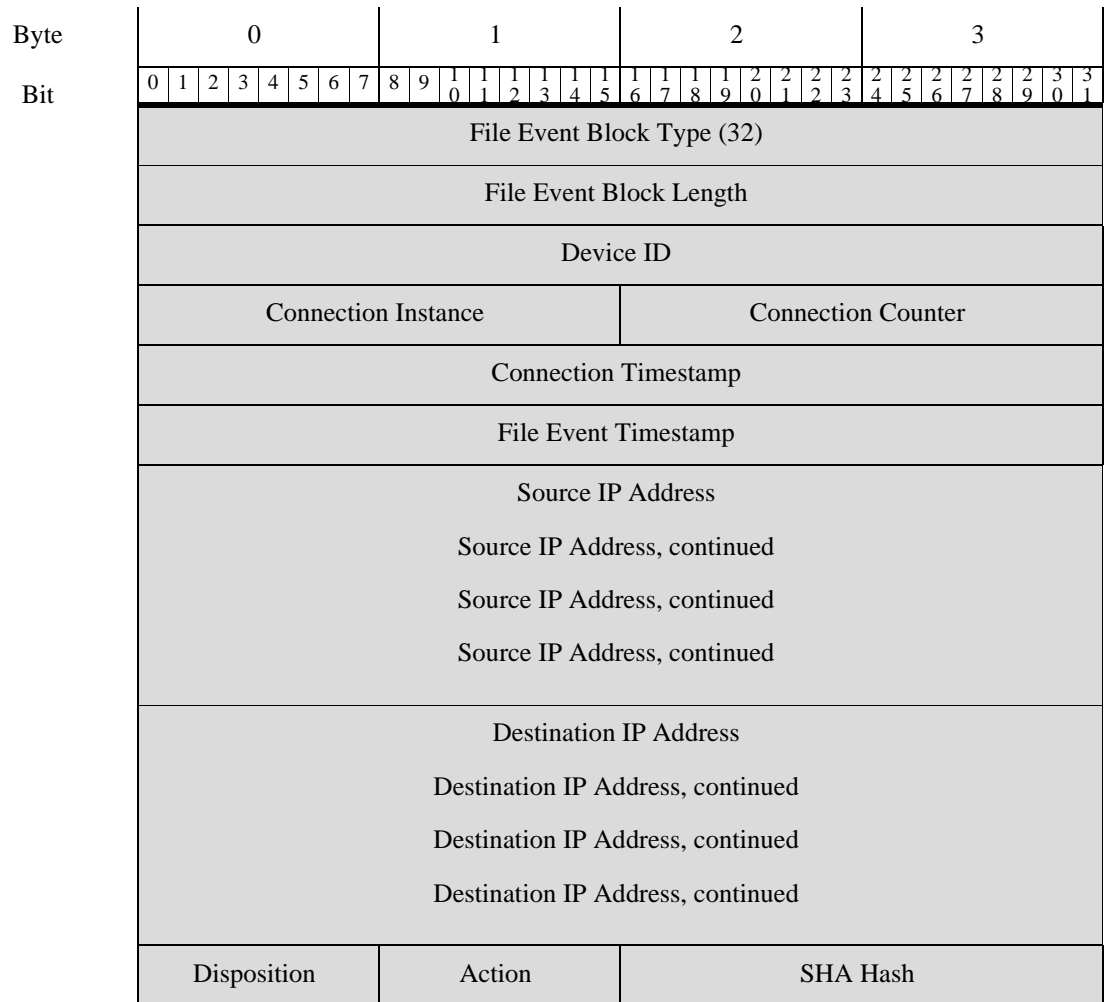 Byte 0 1 2 3
Bit 0 1 2 3 4 5 6 7 8 9 10 11 12 13 14 15 16 17 18 19 20 21 22 23 24 25 26 27 28 29 30 31
File Event Block Type (32)
File Event Block Length
Device ID
Connection Instance Connection Counter
Connection Timestamp
File Event Timestamp
Source IP Address
Source IP Address, continued
Source IP Address, continued
Source IP Address, continued
Destination IP Address
Destination IP Address, continued
Destination IP Address, continued
Destination IP Address, continued
Disposition Action SHA Hash